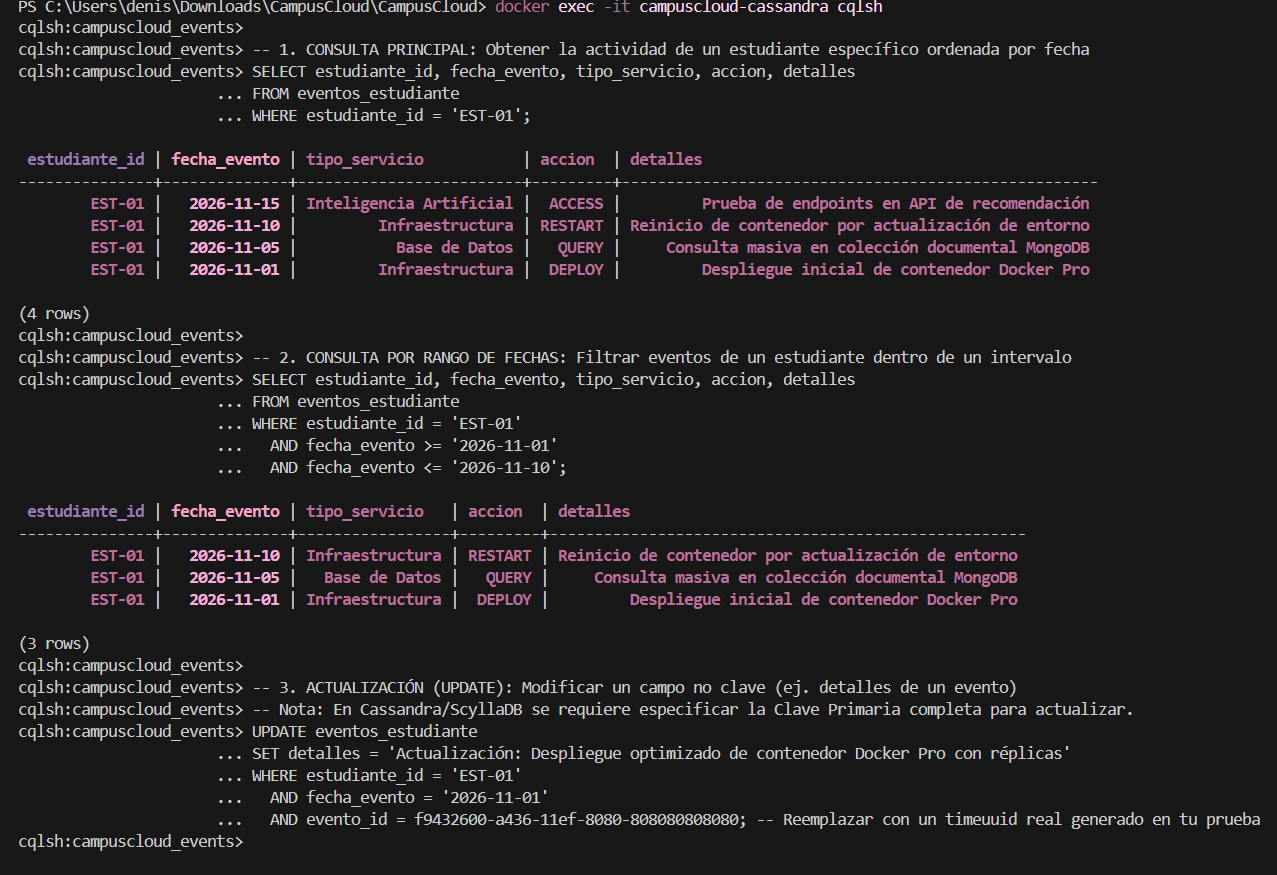 PS C:\Users\denis\Downloads\CampusCloud\CampusCloud> docker exec -it campuscloud-cassandra cqlsh
cqlsh:campuscloud_events>
cqlsh:campuscloud_events> -- 1. CONSULTA PRINCIPAL: Obtener la actividad de un estudiante específico ordenada por fecha
cqlsh:campuscloud_events> SELECT estudiante_id, fecha_evento, tipo_servicio, accion, detalles
... FROM eventos_estudiante
... WHERE estudiante_id = 'EST-01';
estudiante_id | fecha_evento | tipo_servicio | accion | detalles
---------------+--------------+-------------------------+---------+-----------------------------------------------------
EST-01 | 2026-11-15 | Inteligencia Artificial | ACCESS | Prueba de endpoints en API de recomendación
EST-01 | 2026-11-10 | Infraestructura | RESTART | Reinicio de contenedor por actualización de entorno
EST-01 | 2026-11-05 | Base de Datos | QUERY | Consulta masiva en colección documental MongoDB
EST-01 | 2026-11-01 | Infraestructura | DEPLOY | Despliegue inicial de contenedor Docker Pro
(4 rows)
cqlsh:campuscloud_events>
cqlsh:campuscloud_events> -- 2. CONSULTA POR RANGO DE FECHAS: Filtrar eventos de un estudiante dentro de un intervalo
cqlsh:campuscloud_events> SELECT estudiante_id, fecha_evento, tipo_servicio, accion, detalles
... FROM eventos_estudiante
... WHERE estudiante_id = 'EST-01'
... AND fecha_evento >= '2026-11-01'
... AND fecha_evento <= '2026-11-10';
estudiante_id | fecha_evento | tipo_servicio | accion | detalles
---------------+--------------+-----------------+---------+-----------------------------------------------------
EST-01 | 2026-11-10 | Infraestructura | RESTART | Reinicio de contenedor por actualización de entorno
EST-01 | 2026-11-05 | Base de Datos | QUERY | Consulta masiva en colección documental MongoDB
EST-01 | 2026-11-01 | Infraestructura | DEPLOY | Despliegue inicial de contenedor Docker Pro
(3 rows)
cqlsh:campuscloud_events>
cqlsh:campuscloud_events> -- 3. ACTUALIZACIÓN (UPDATE): Modificar un campo no clave (ej. detalles de un evento)
cqlsh:campuscloud_events> -- Nota: En Cassandra/ScyllaDB se requiere especificar la Clave Primaria completa para actualizar.
cqlsh:campuscloud_events> UPDATE eventos_estudiante
... SET detalles = 'Actualización: Despliegue optimizado de contenedor Docker Pro con réplicas'
... WHERE estudiante_id = 'EST-01'
... AND fecha_evento = '2026-11-01'
... AND evento_id = f9432600-a436-11ef-8080-808080808080; -- Reemplazar con un timeuuid real generado en tu prueba
cqlsh:campuscloud_events>